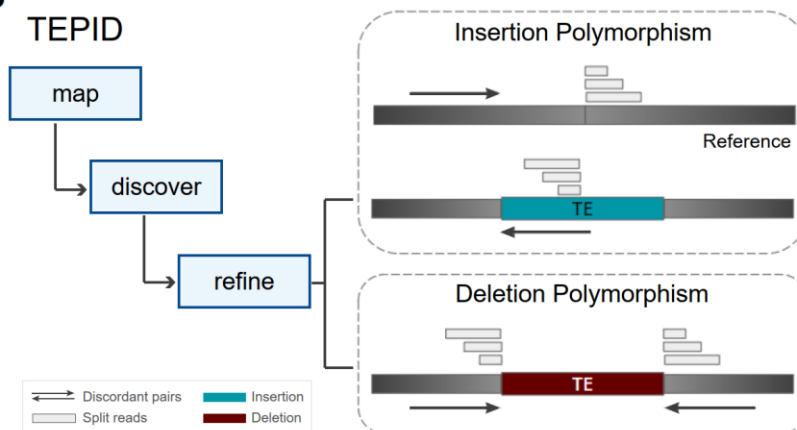 TEPID
map
discover
refine
Insertion Polymorphism
Reference
TE
Deletion Polymorphism
TE
Discordant pairs
Split reads
Insertion
Deletion